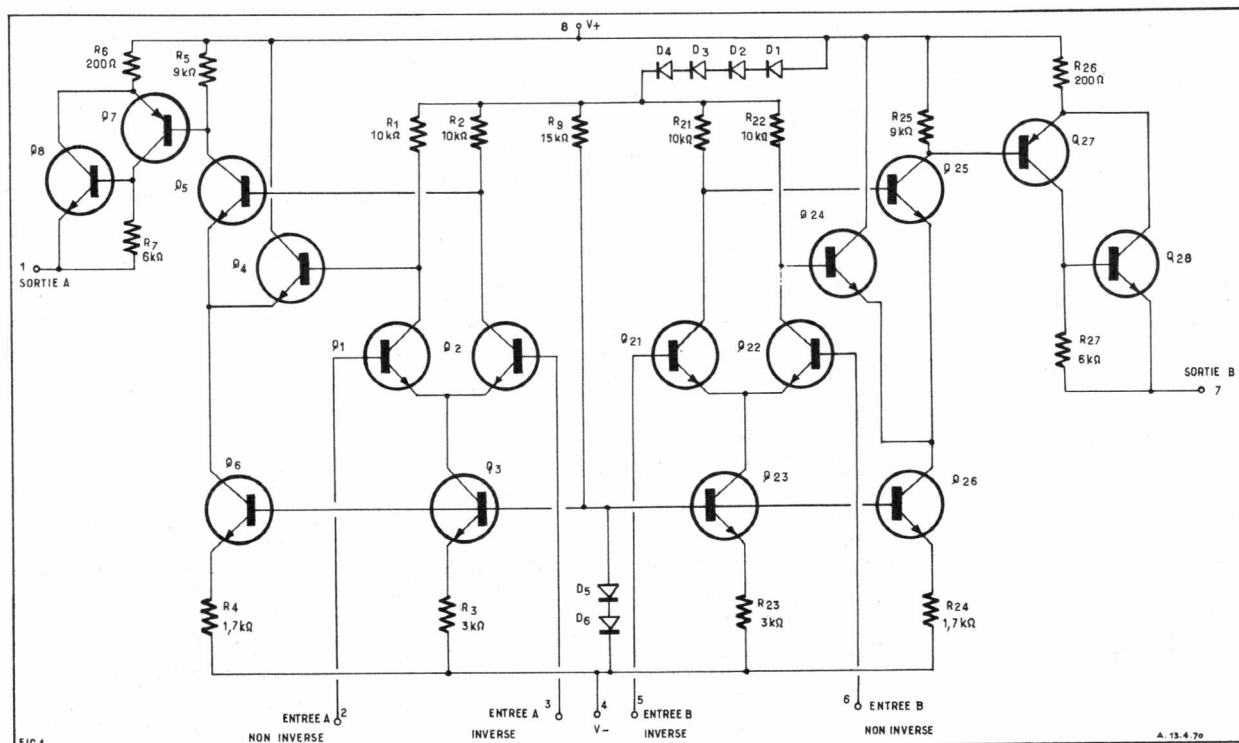 8 V+
R6 200Ω
R5 9kΩ
D4 D3 D2 D1
R26 200Ω
Q7
Q8
R1 10kΩ
R2 10kΩ
R9 15kΩ
R21 10kΩ
R22 10kΩ
R25 9kΩ
Q27
Q5
Q25
R7 6kΩ
Q4
Q24
Q28
1
SORTIE A
Q1
Q2
Q21
Q22
R27 6kΩ
SORTIE B
7
Q6
Q3
Q23
Q26
R4 1,7kΩ
R3 3kΩ
D5
D6
R23 3kΩ
R24 1,7kΩ
ENTREE A 2
NON INVERSE
ENTREE A 3
INVERSE
4
V-
5 ENTREE B
INVERSE
6 ENTREE B
NON INVERSE
A. 13.4.70